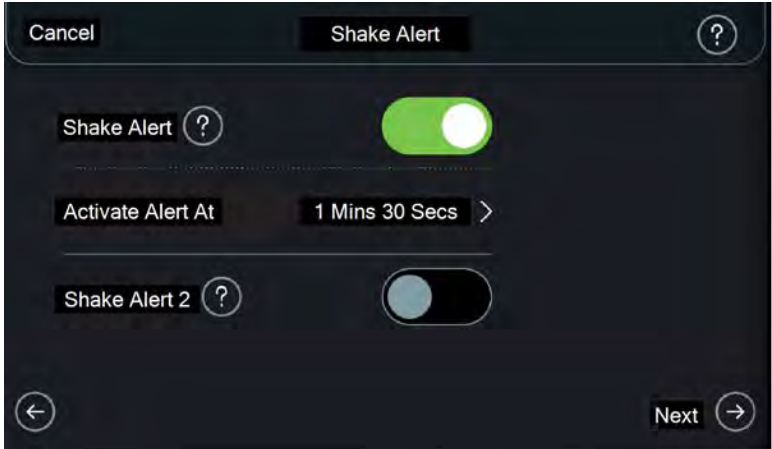 Cancel Shake Alert ?
Shake Alert ?
Activate Alert At 1 Mins 30 Secs >
Shake Alert 2 ?
← Next →